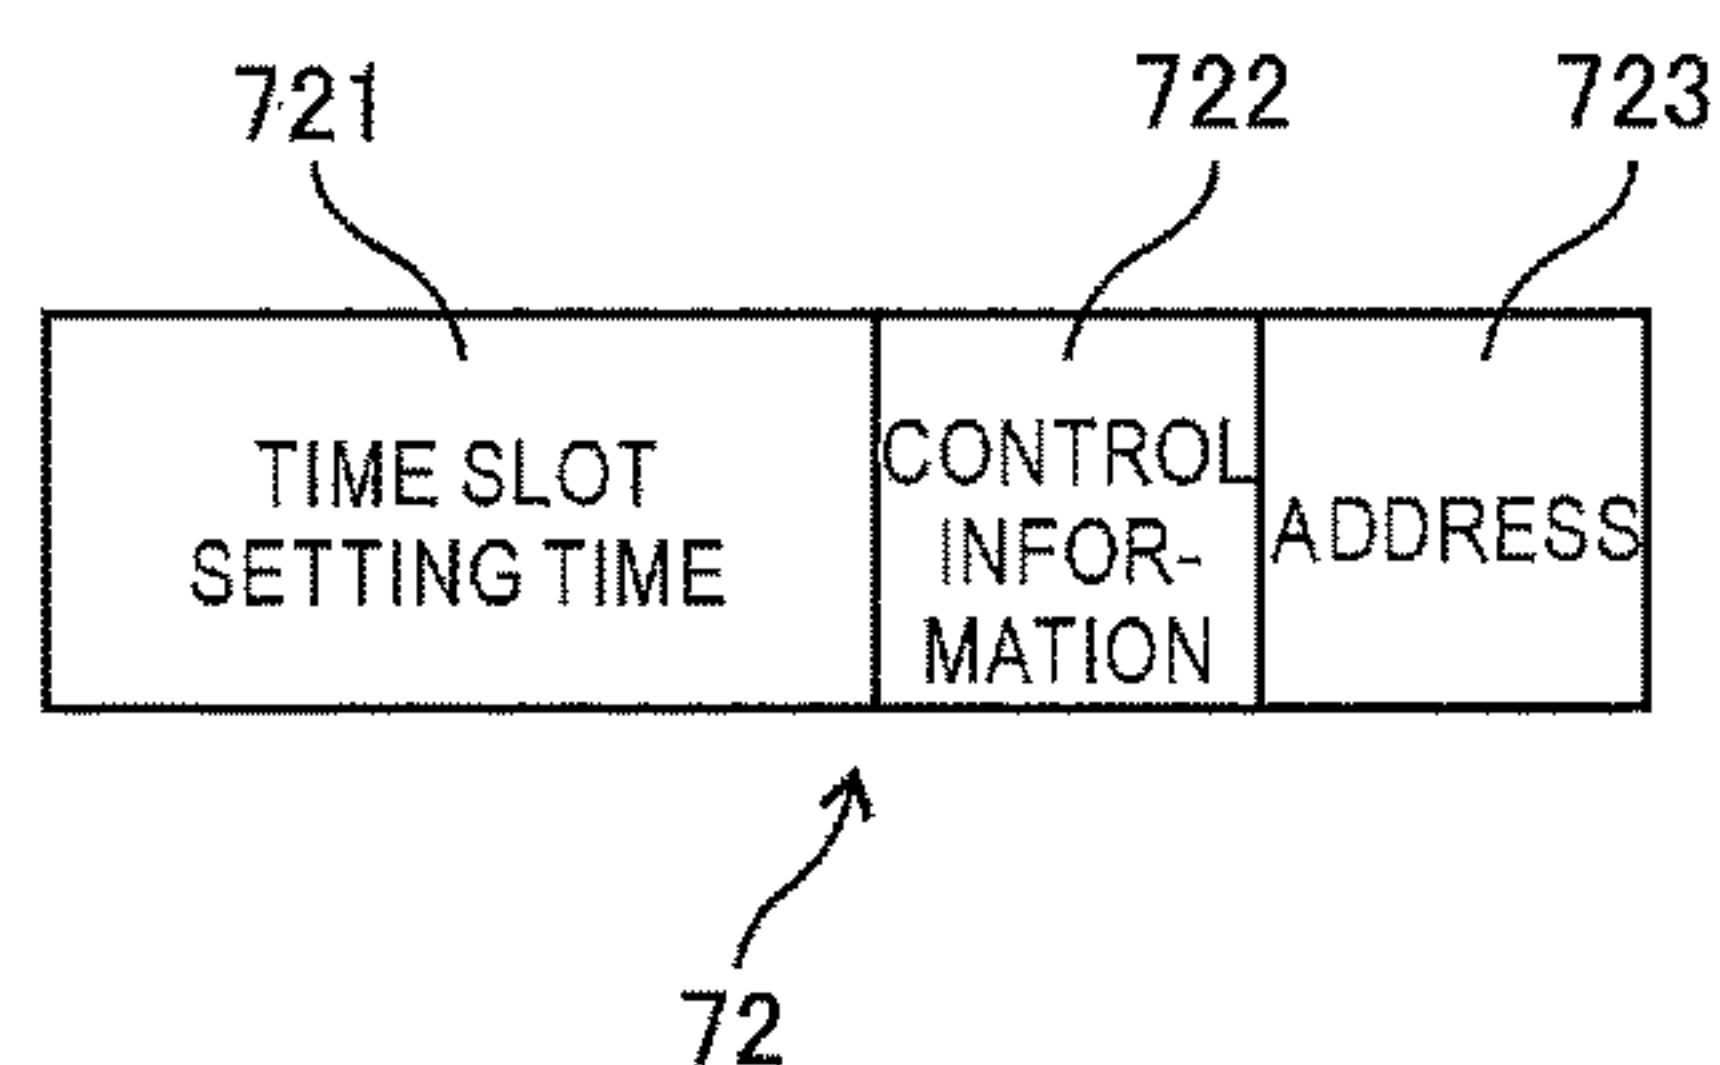 721
722
723
TIME SLOT
SETTING TIME
CONTROL
INFOR-
MATION
ADDRESS
72